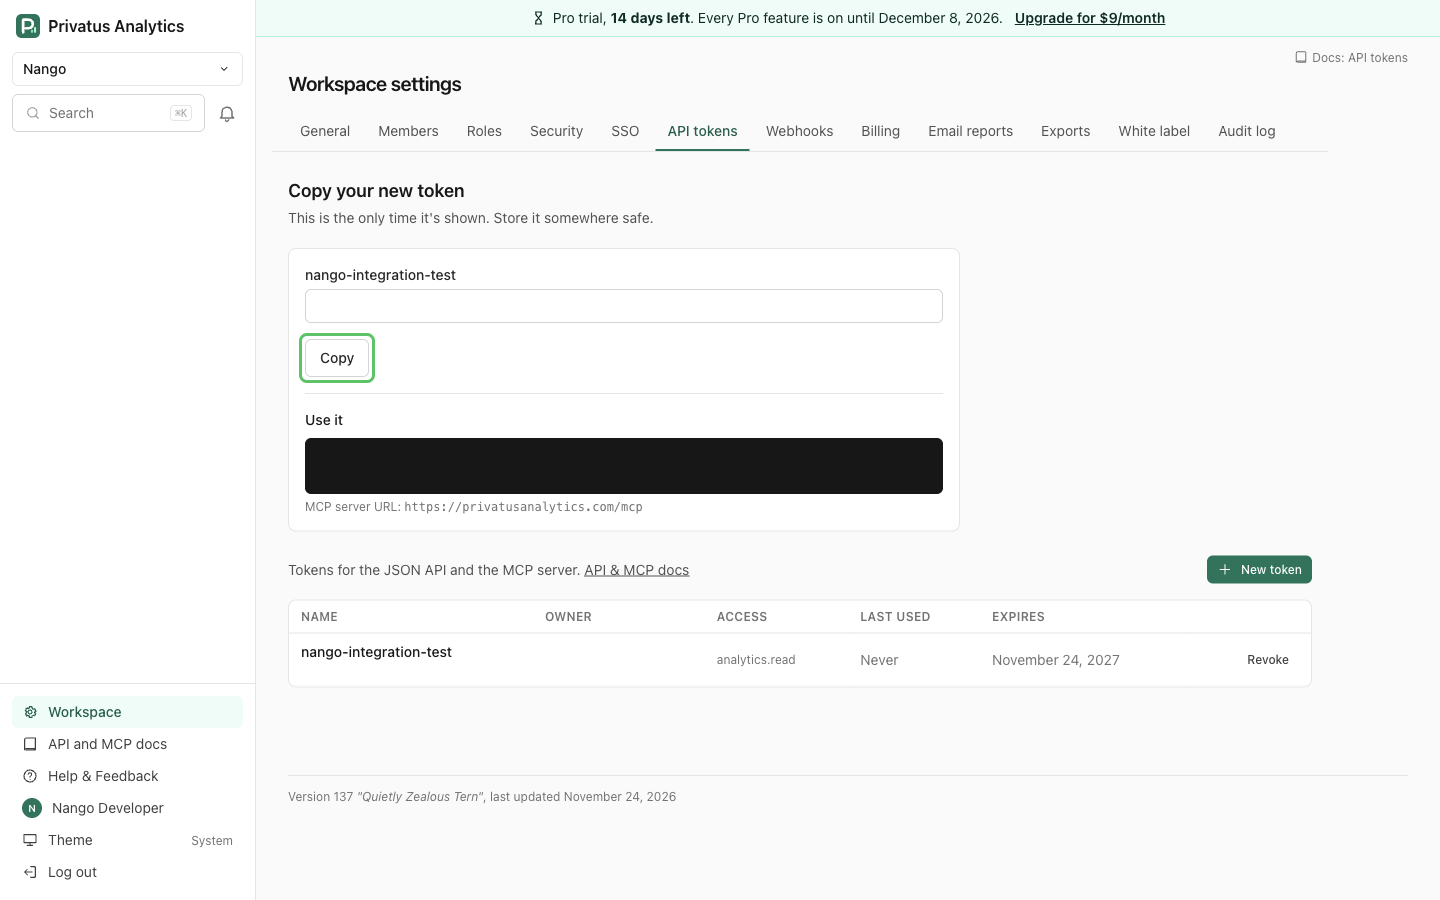 Privatus Analytics
Nango
Search ⌘K
Pro trial, 14 days left. Every Pro feature is on until December 8, 2026. Upgrade for $9/month
Docs: API tokens
Workspace settings
General Members Roles Security SSO API tokens Webhooks Billing Email reports Exports White label Audit log
Copy your new token
This is the only time it's shown. Store it somewhere safe.
nango-integration-test
Copy
Use it
MCP server URL: https://privatusanalytics.com/mcp
Tokens for the JSON API and the MCP server. API & MCP docs
New token
NAME OWNER ACCESS LAST USED EXPIRES
nango-integration-test analytics.read Never November 24, 2027 Revoke
Version 137 "Quietly Zealous Tern", last updated November 24, 2026
Workspace
API and MCP docs
Help & Feedback
N Nango Developer
Theme System
Log out